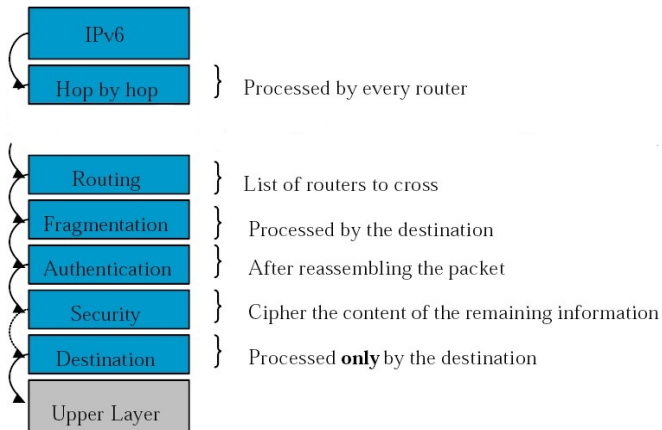 IPv6
Hop by hop } Processed by every router
Routing } List of routers to cross
Fragmentation } Processed by the destination
Authentication } After reassembling the packet
Security } Cipher the content of the remaining information
Destination } Processed only by the destination
Upper Layer